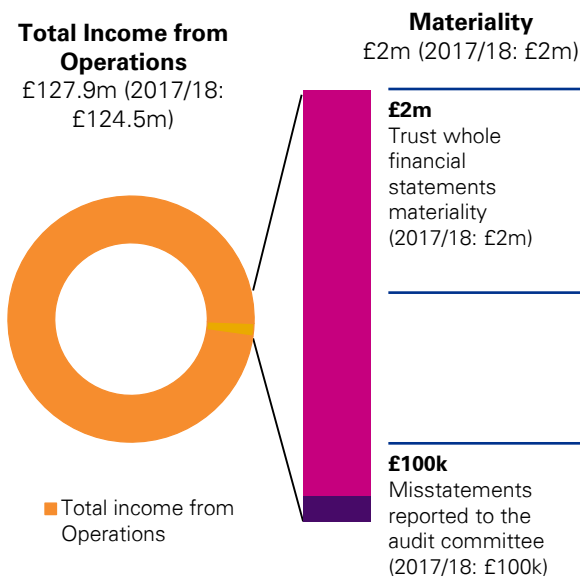 Total Income from
Operations
£127.9m (2017/18:
£124.5m)
Total income from
Operations
Materiality
£2m (2017/18: £2m)
£2m
Trust whole
financial
statements
materiality
(2017/18: £2m)
£100k
Misstatements
reported to the
audit committee
(2017/18: £100k)